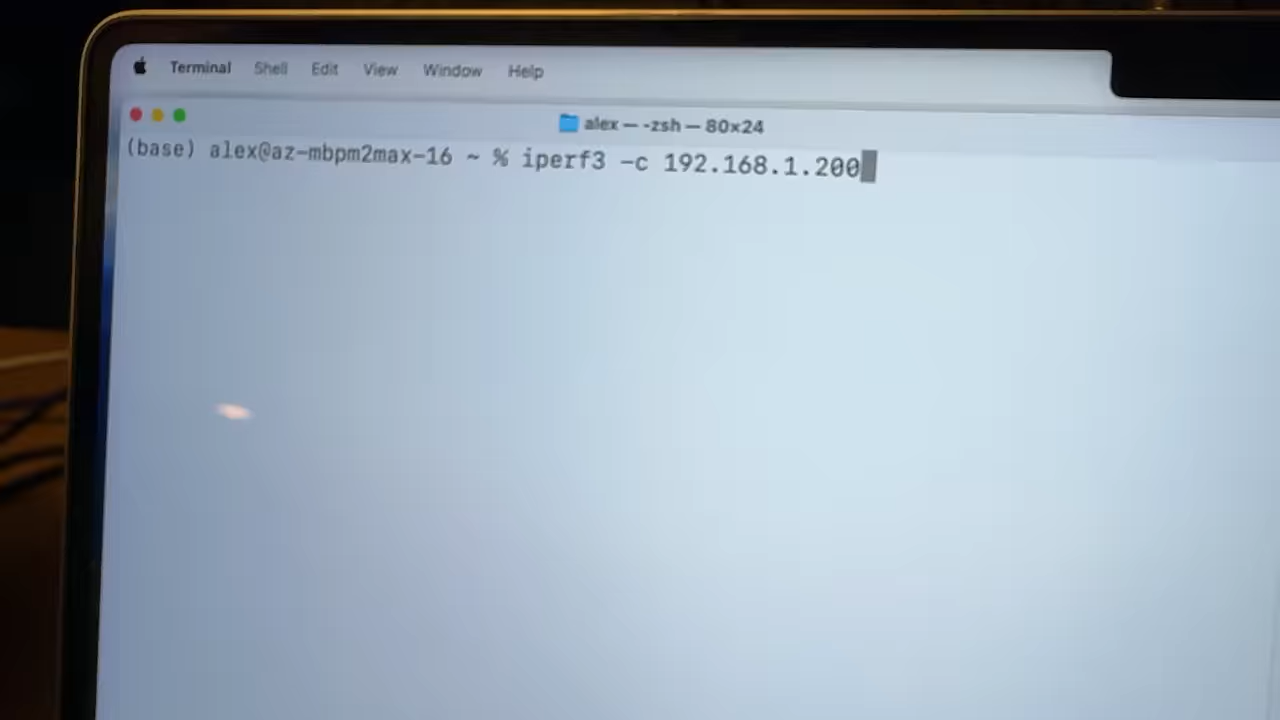 Terminal Shell Edit View Window Help
alex — -zsh — 80×24
(base) alex@az-mbpm2max-16 ~ % iperf3 -c 192.168.1.200